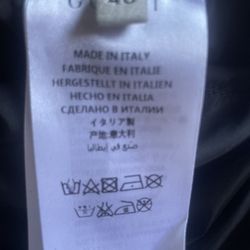 MADE IN ITALY
FABRIQUE EN ITALIE
HERGESTELLT IN ITALIEN
HECHO EN ITALIA
СДЕЛАНО В ИТАЛИИ
イタリア製
产地:意大利
صنع في إيطاليا